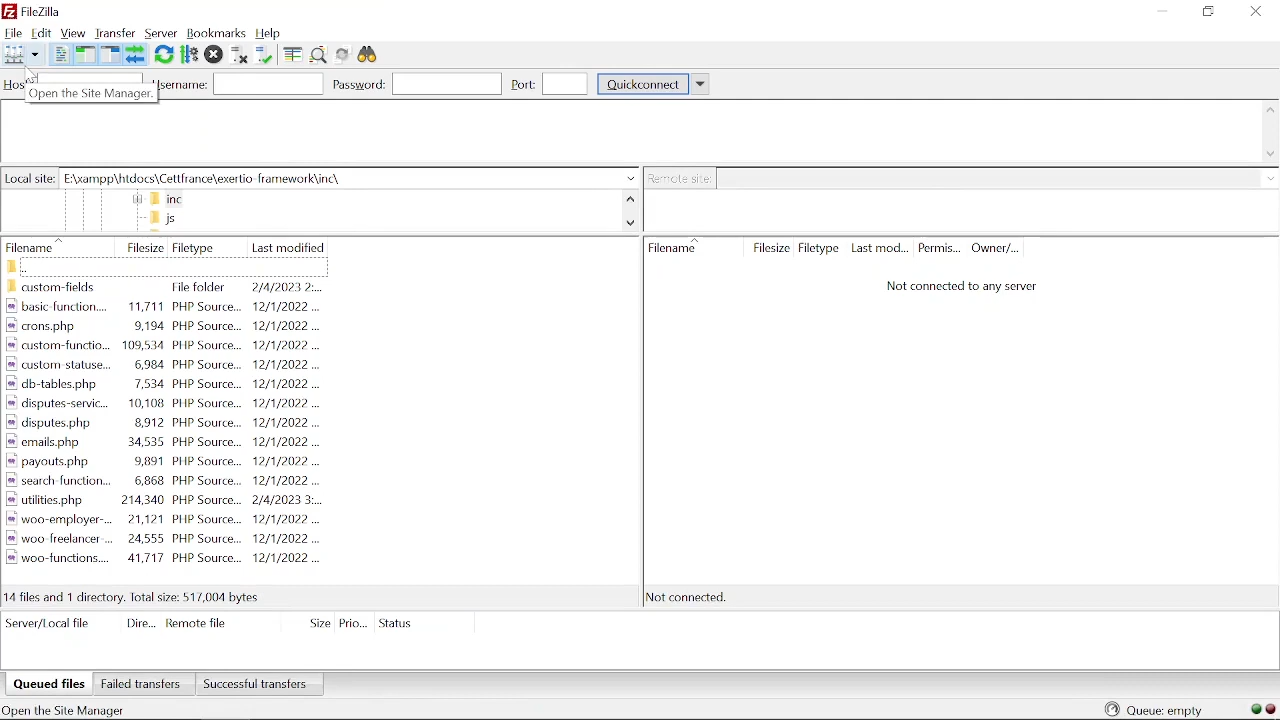 FileZilla
File Edit View Transfer Server Bookmarks Help
Host sername: Password: Port: Quickconnect
Open the Site Manager.
Local site: E:\xampp\htdocs\Cettfrance\exertio-framework\inc\
Remote site:
inc
js
Filename Filesize Filetype Last modified
Filename Filesize Filetype Last mod... Permis... Owner/...
..
custom-fields File folder 2/4/2023 2:...
Not connected to any server
basic-function.... 11,711 PHP Source... 12/1/2022 ...
crons.php 9,194 PHP Source... 12/1/2022 ...
custom-functio... 109,534 PHP Source... 12/1/2022 ...
custom-statuse... 6,984 PHP Source... 12/1/2022 ...
db-tables.php 7,534 PHP Source... 12/1/2022 ...
disputes-servic... 10,108 PHP Source... 12/1/2022 ...
disputes.php 8,912 PHP Source... 12/1/2022 ...
emails.php 34,535 PHP Source... 12/1/2022 ...
payouts.php 9,891 PHP Source... 12/1/2022 ...
search-function... 6,868 PHP Source... 12/1/2022 ...
utilities.php 214,340 PHP Source... 2/4/2023 3:...
woo-employer-... 21,121 PHP Source... 12/1/2022 ...
woo-freelancer-... 24,555 PHP Source... 12/1/2022 ...
woo-functions.... 41,717 PHP Source... 12/1/2022 ...
14 files and 1 directory. Total size: 517,004 bytes
Not connected.
Server/Local file Dire... Remote file Size Prio... Status
Queued files Failed transfers Successful transfers
Open the Site Manager
Queue: empty